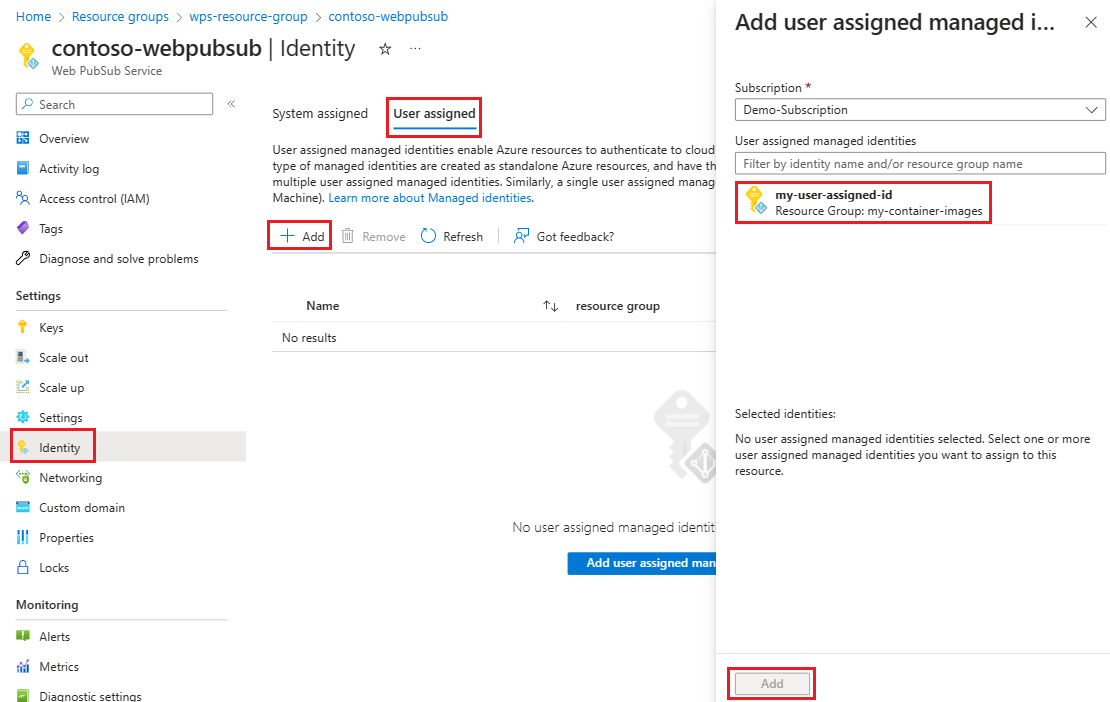 Home > Resource groups > wps-resource-group > contoso-webpubsub
contoso-webpubsub | Identity
Web PubSub Service
Search
Overview
Activity log
Access control (IAM)
Tags
Diagnose and solve problems
Settings
Keys
Scale out
Scale up
Settings
Identity
Networking
Custom domain
Properties
Locks
Monitoring
Alerts
Metrics
Diagnostic settings
System assigned
User assigned
User assigned managed identities enable Azure resources to authenticate to cloud
type of managed identities are created as standalone Azure resources, and have th
multiple user assigned managed identities. Similarly, a single user assigned manag
Machine). Learn more about Managed identities.
Add Remove Refresh Got feedback?
Name resource group
No results
No user assigned managed identit
Add user assigned man
Add user assigned managed i...
Subscription *
Demo-Subscription
User assigned managed identities
Filter by identity name and/or resource group name
my-user-assigned-id
Resource Group: my-container-images
Selected identities:
No user assigned managed identities selected. Select one or more
user assigned managed identities you want to assign to this
resource.
Add